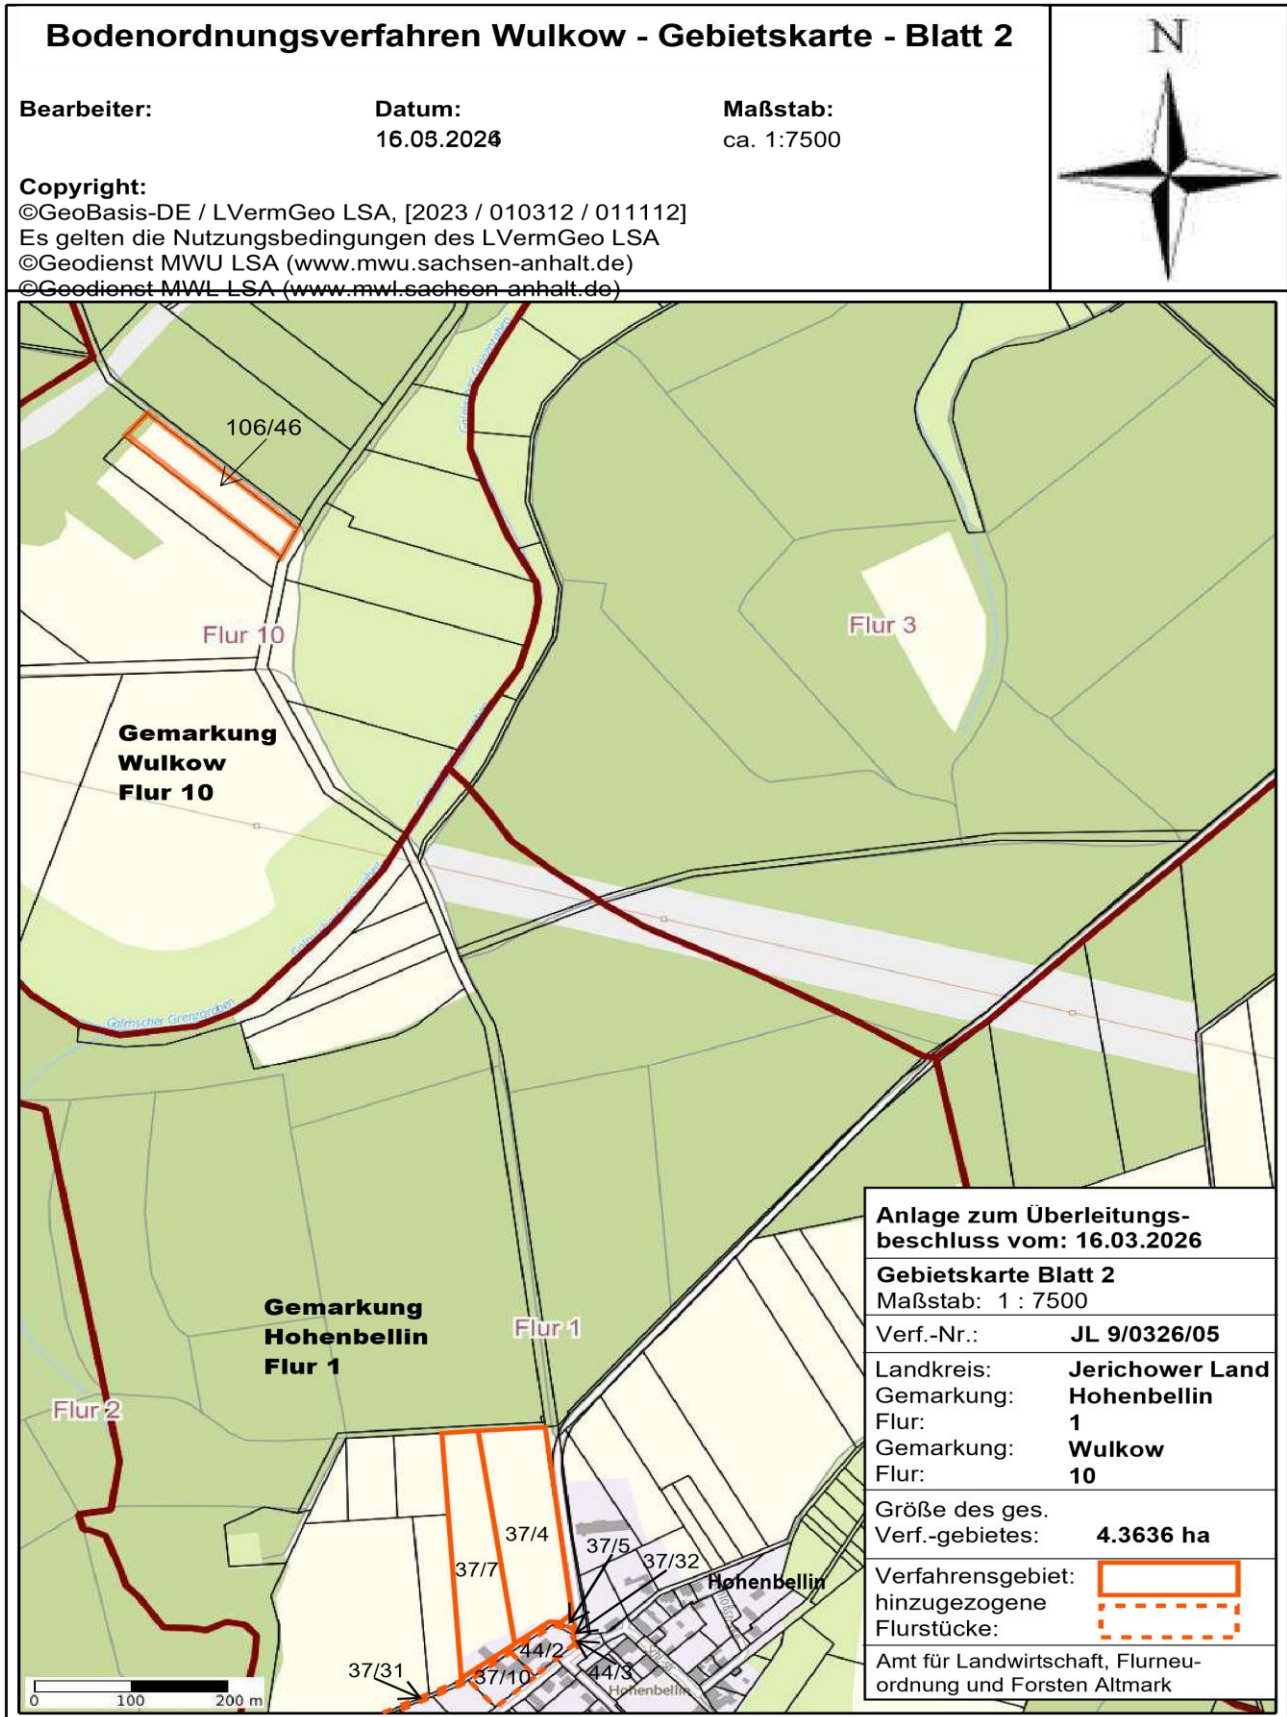 Bodenordnungsverfahren Wulkow - Gebietskarte - Blatt 2
N
Bearbeiter:
Datum:
Maßstab:
ca. 1:7500
Copyright:
©GeoBasis-DE / LVermGeo LSA, [2023 / 010312 / 011112]
Es gelten die Nutzungsbedingungen des LVermGeo LSA
©Geodienst MWU LSA (www.mwu.sachsen-anhalt.de)
©Geodienst MWL LSA (www.mwl.sachsen-anhalt.de)
106/46
Flur 10
Flur 3
Gemarkung
Wulkow
Flur 10
Galmscher Grenzgraben
Gemarkung
Hohenbellin
Flur 1
Flur 1
Flur 2
37/4
37/5
37/7
37/32
Hohenbellin
44/2
37/31
37/10
44/3
Hohenbellin
0 100 200 m
Anlage zum Überleitungs-
beschluss vom: 16.03.2026
Gebietskarte Blatt 2
Maßstab: 1 : 7500
Verf.-Nr.: JL 9/0326/05
Landkreis: Jerichower Land
Gemarkung: Hohenbellin
Flur: 1
Gemarkung: Wulkow
Flur: 10
Größe des ges.
Verf.-gebietes: 4.3636 ha
Verfahrensgebiet:
hinzugezogene
Flurstücke:
Amt für Landwirtschaft, Flurneu-
ordnung und Forsten Altmark